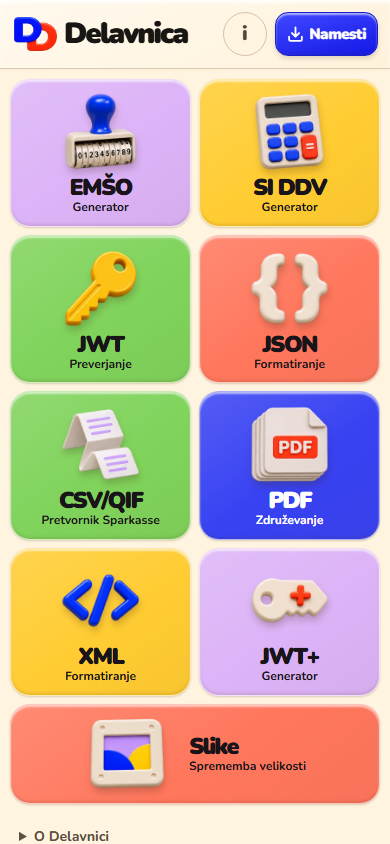 Delavnica
i
Namesti
0123456789
EMŠO
Generator
SI DDV
Generator
JWT
Preverjanje
JSON
Formatiranje
CSV/QIF
Pretvornik Sparkasse
PDF
PDF
Združevanje
XML
Formatiranje
JWT+
Generator
Slike
Sprememba velikosti
O Delavnici